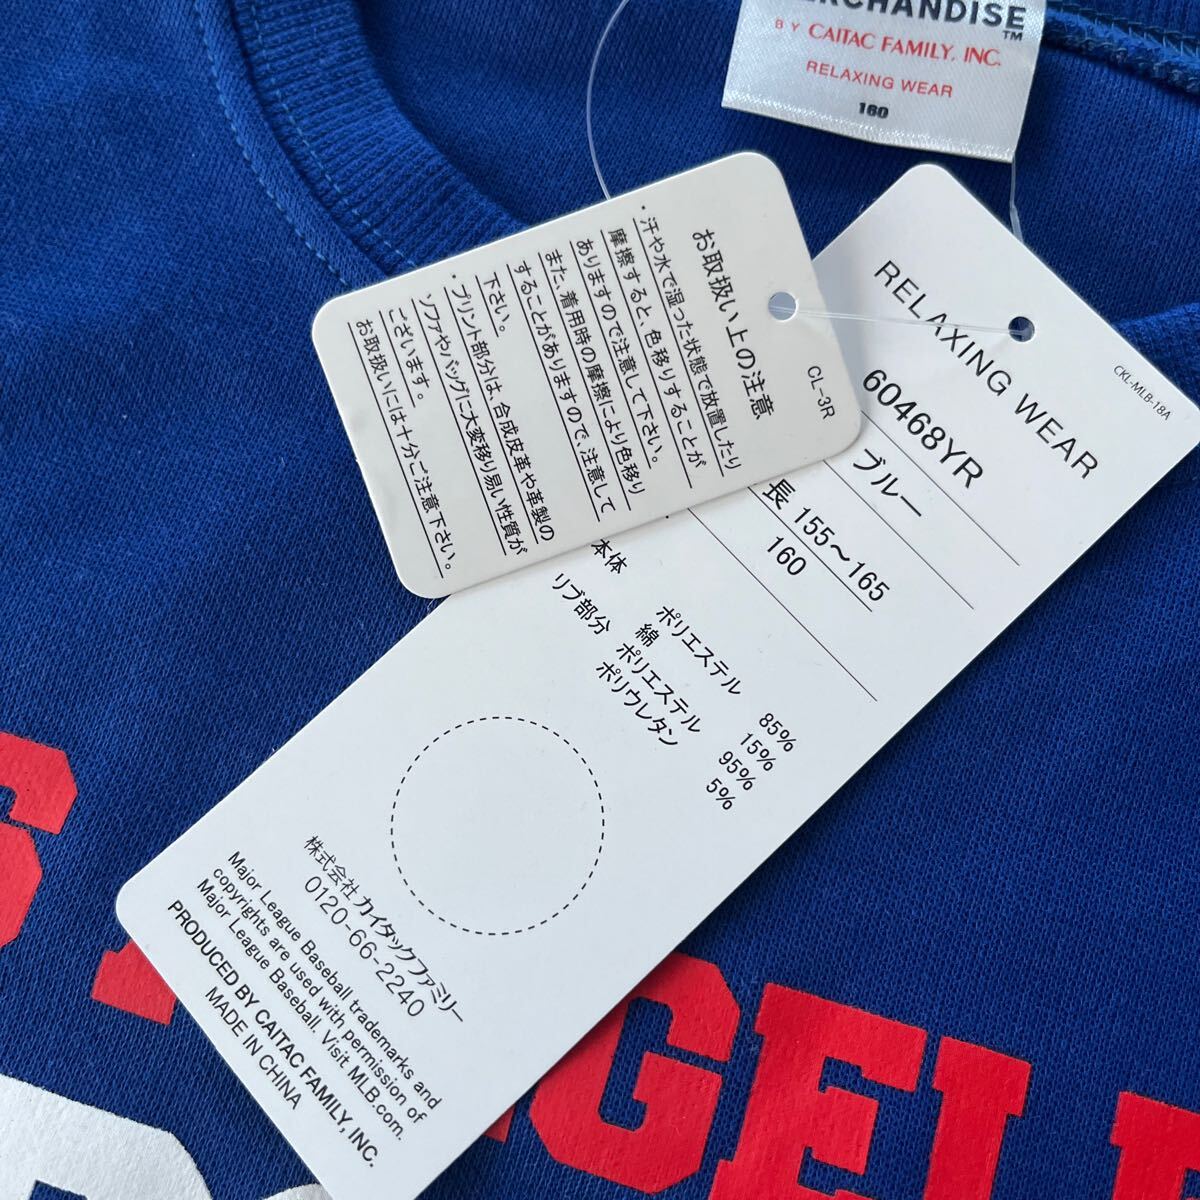 MERCHANDISE
TM
BY CAITAC FAMILY, INC.
RELAXING WEAR
160
CL-3R
お取扱い上の注意
・汗や水で湿った状態で放置したり
摩擦すると、色移りすることが
ありますので注意して下さい。
また、着用時の摩擦により色移り
することがありますので、注意して
下さい。
・プリント部分は、合成皮革や革製の
ソファやバッグに大変移り易い性質が
ございます。
お取扱いには十分ご注意下さい。
CKL-MLB-18A
RELAXING WEAR
60468YR
ブルー
長 155〜165
160
本体 ポリエステル 85%
綿 15%
リブ部分 ポリエステル 95%
ポリウレタン 5%
株式会社 カイタックファミリー
0120-66-2240
Major League Baseball trademarks and
copyrights are used with permission of
Major League Baseball. Visit MLB.com.
PRODUCED BY CAITAC FAMILY, INC.
MADE IN CHINA
S
NGEL